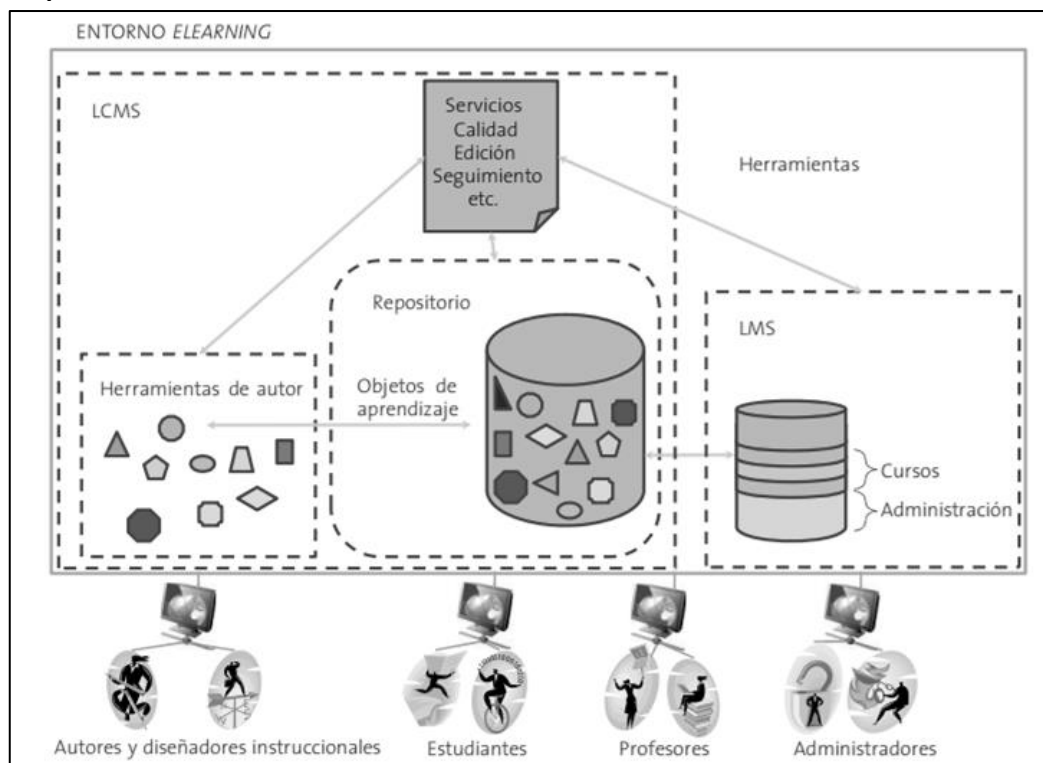 ENTORNO ELEARNING
LCMS
Servicios
Calidad
Edición
Seguimiento
etc.
Herramientas
Repositorio
LMS
Herramientas de autor
Objetos de
aprendizaje
Cursos
Administración
Autores y diseñadores instruccionales
Estudiantes
Profesores
Administradores